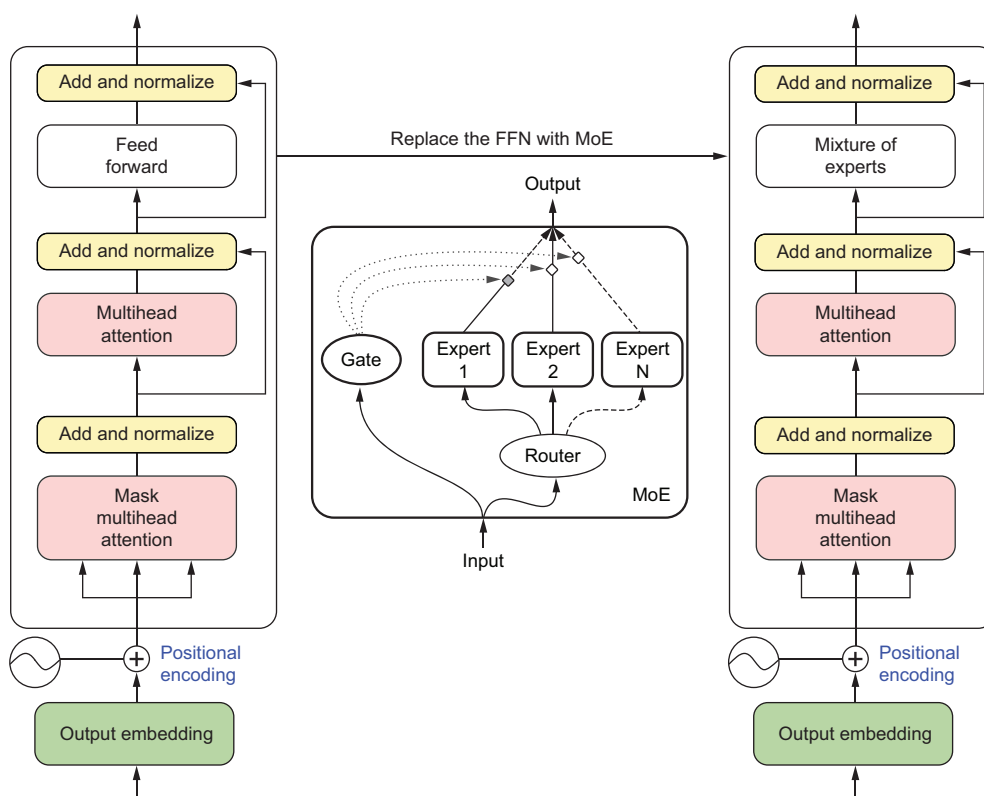 Add and normalize
Feed
forward
Add and normalize
Multihead
attention
Add and normalize
Mask
multihead
attention
Positional
encoding
Output embedding
Replace the FFN with MoE
Output
Gate
Expert
1
Expert
2
Expert
N
Router
MoE
Input
Add and normalize
Mixture of
experts
Add and normalize
Multihead
attention
Add and normalize
Mask
multihead
attention
Positional
encoding
Output embedding